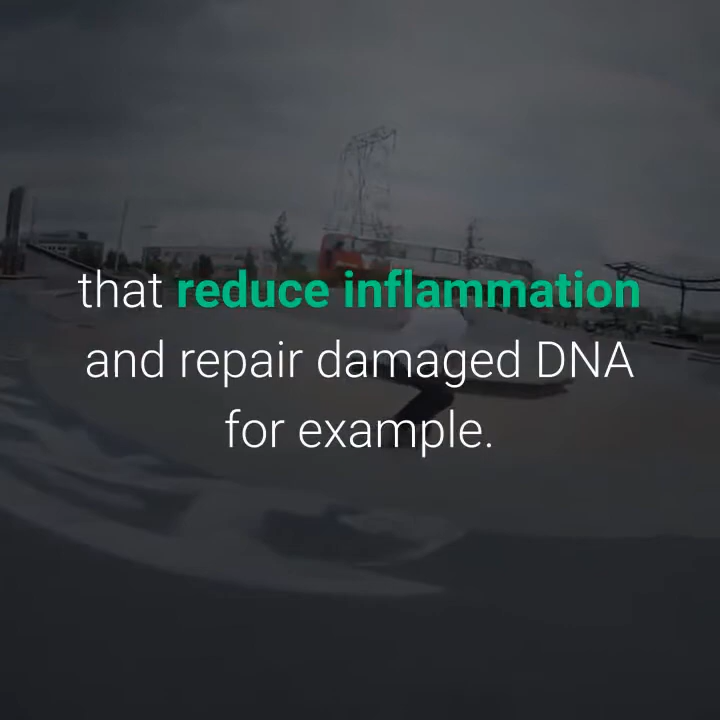 that reduce inflammation
and repair damaged DNA
for example.